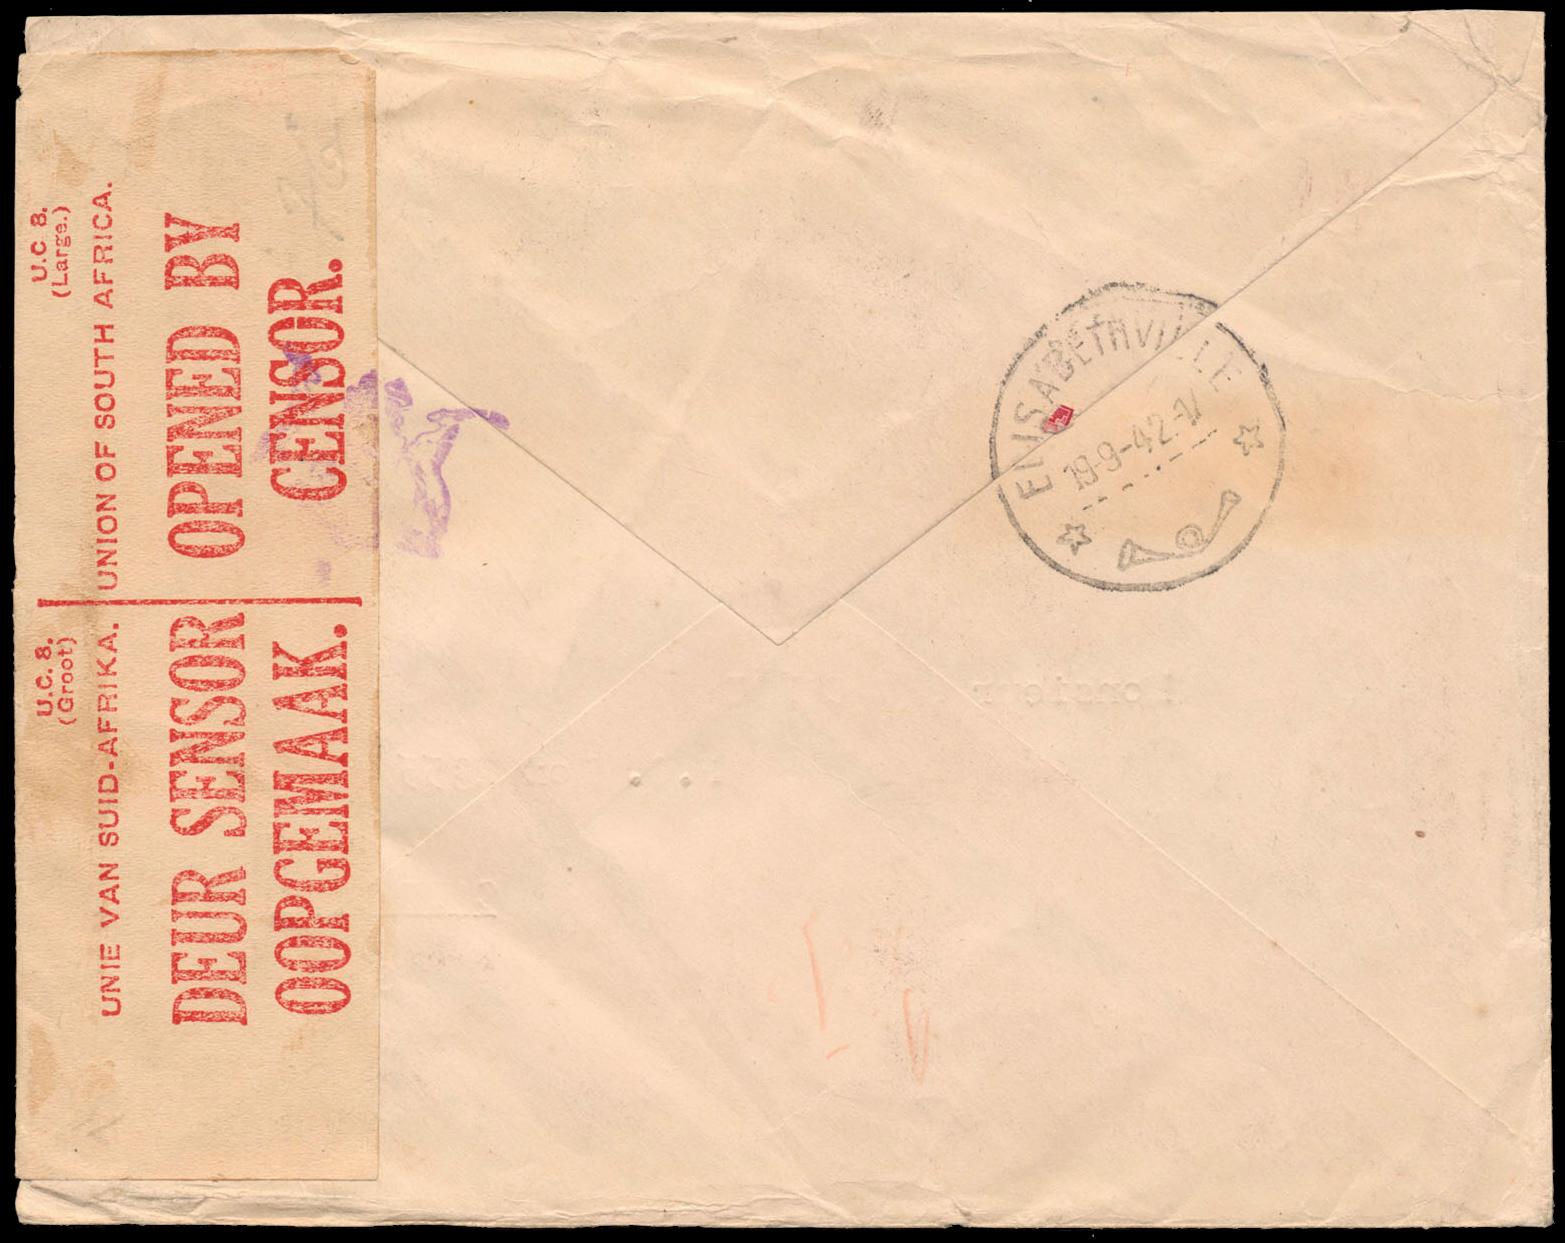 U.C. 8.
(Groot)
UNIE VAN SUID-AFRIKA.
DEUR SENSOR
OOPGEMAAK.
U.C 8.
(Large.)
UNION OF SOUTH AFRICA.
OPENED BY
CENSOR.
ELISABETHVILLE
19-9-42